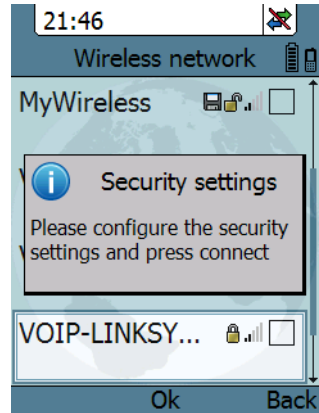 21:46
Wireless network
MyWireless
Security settings
Please configure the security
settings and press connect
VOIP-LINKSY...
Ok
Back